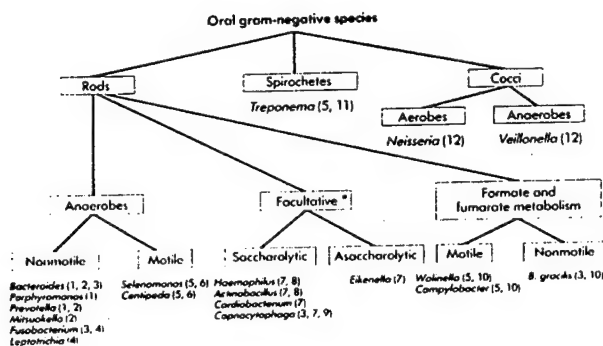 Oral gram-negative species
Rods
Spirochetes
Cocci
Treponema (5, 11)
Aerobes
Anaerobes
Neisseria (12)
Veillonella (12)
Anaerobes
Facultative *
Formate and
fumarate metabolism
Nonmotile
Motile
Saccharolytic
Asaccharolytic
Motile
Nonmotile
Bacteroides (1, 2, 3)
Porphyromonas (1)
Prevotella (1, 2)
Mitsuokella (2)
Fusobacterium (3, 4)
Leptotrichia (4)
Selenomonas (5, 6)
Centipeda (5, 6)
Haemophilus (7, 8)
Actinobacillus (7, 8)
Cardiobacterium (7)
Capnocytophaga (3, 7, 9)
Eikenella (7)
Wolinella (5, 10)
Campylobacter (5, 10)
B. gracilis (3, 10)